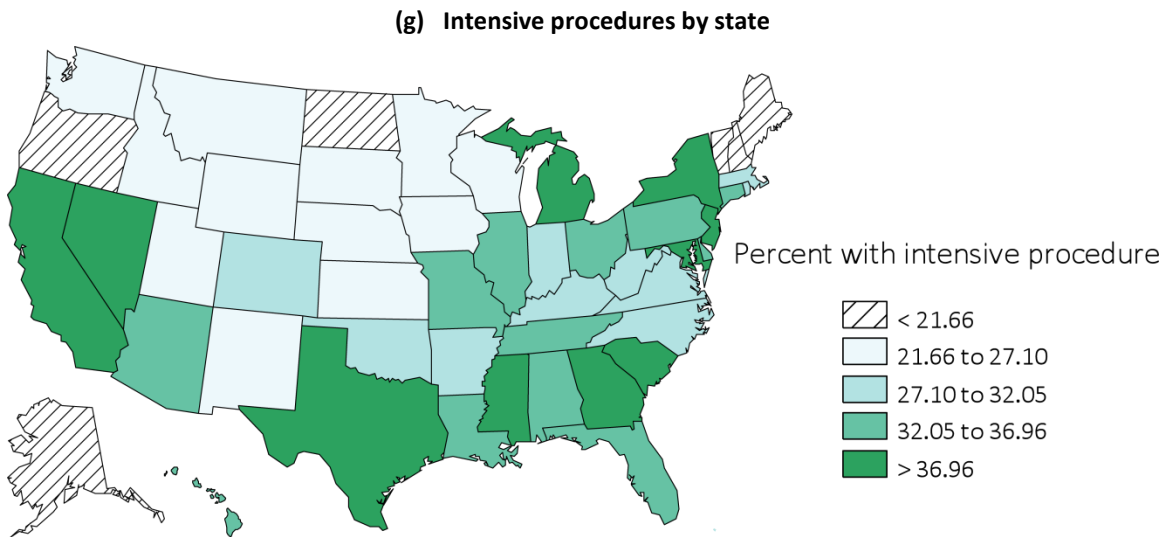 (g) Intensive procedures by state
Percent with intensive procedure
< 21.66
21.66 to 27.10
27.10 to 32.05
32.05 to 36.96
> 36.96